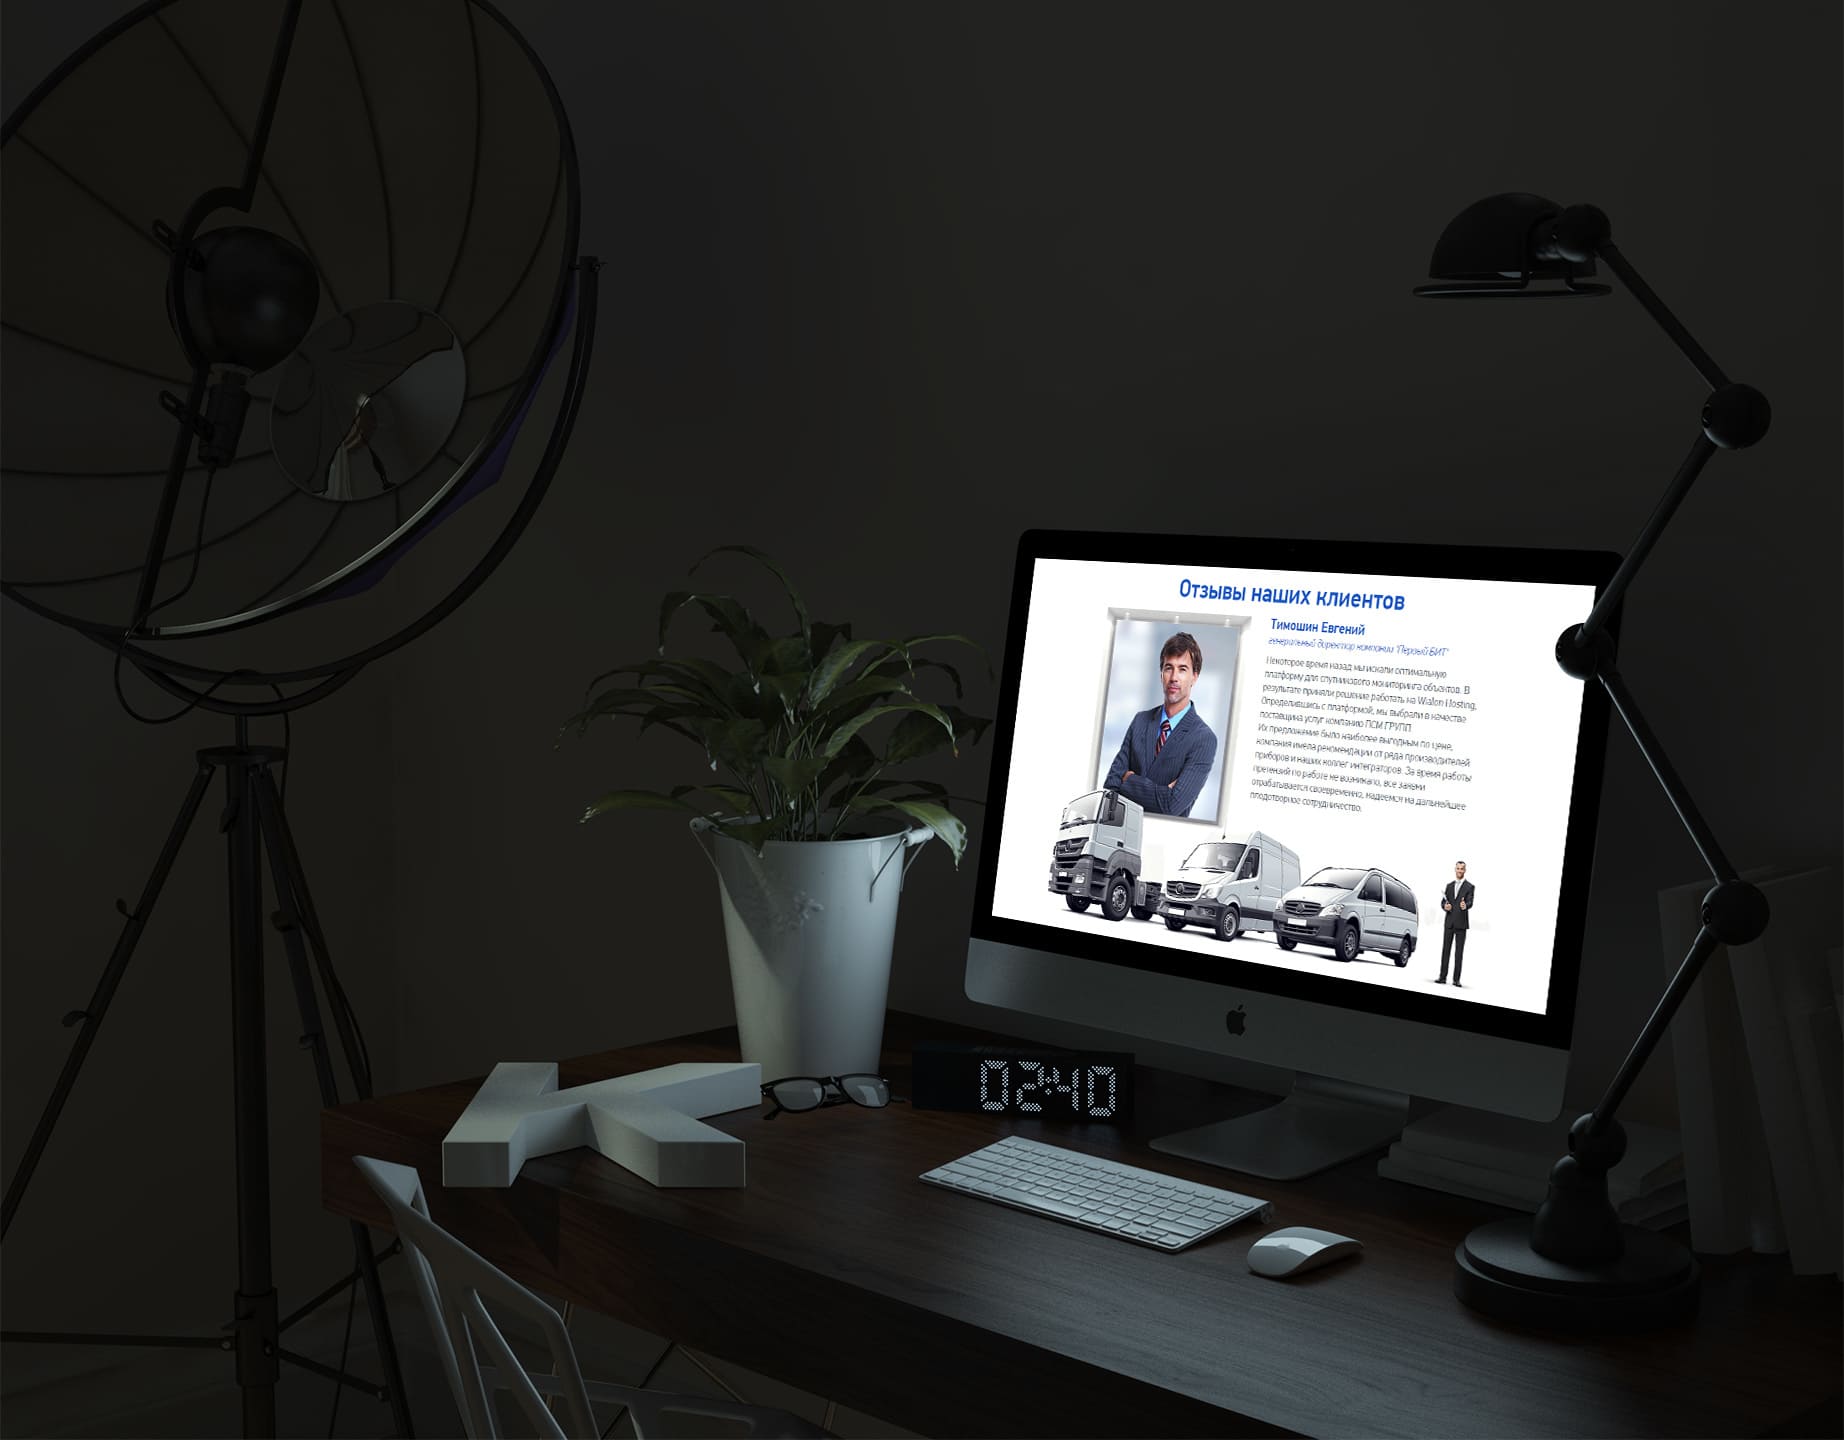 Отзывы наших клиентов
Тимошин Евгений
генеральный директор компании "Первый БИТ"
Некоторое время назад мы искали оптимальную
платформу для спутникового мониторинга объектов. В
результате приняли решение работать на Wialon Hosting.
Определившись с платформой, мы выбрали в качестве
поставщика услуг компанию ПСМ ГРУПП
Их предложение было наиболее выгодным по цене,
компания имела рекомендации от ряда производителей
приборов и наших коллег интеграторов. За время работы
претензий по работе не возникало, все заявки
отрабатывается своевременно, надеемся на дальнейшее
плодотворное сотрудничество.
02:40